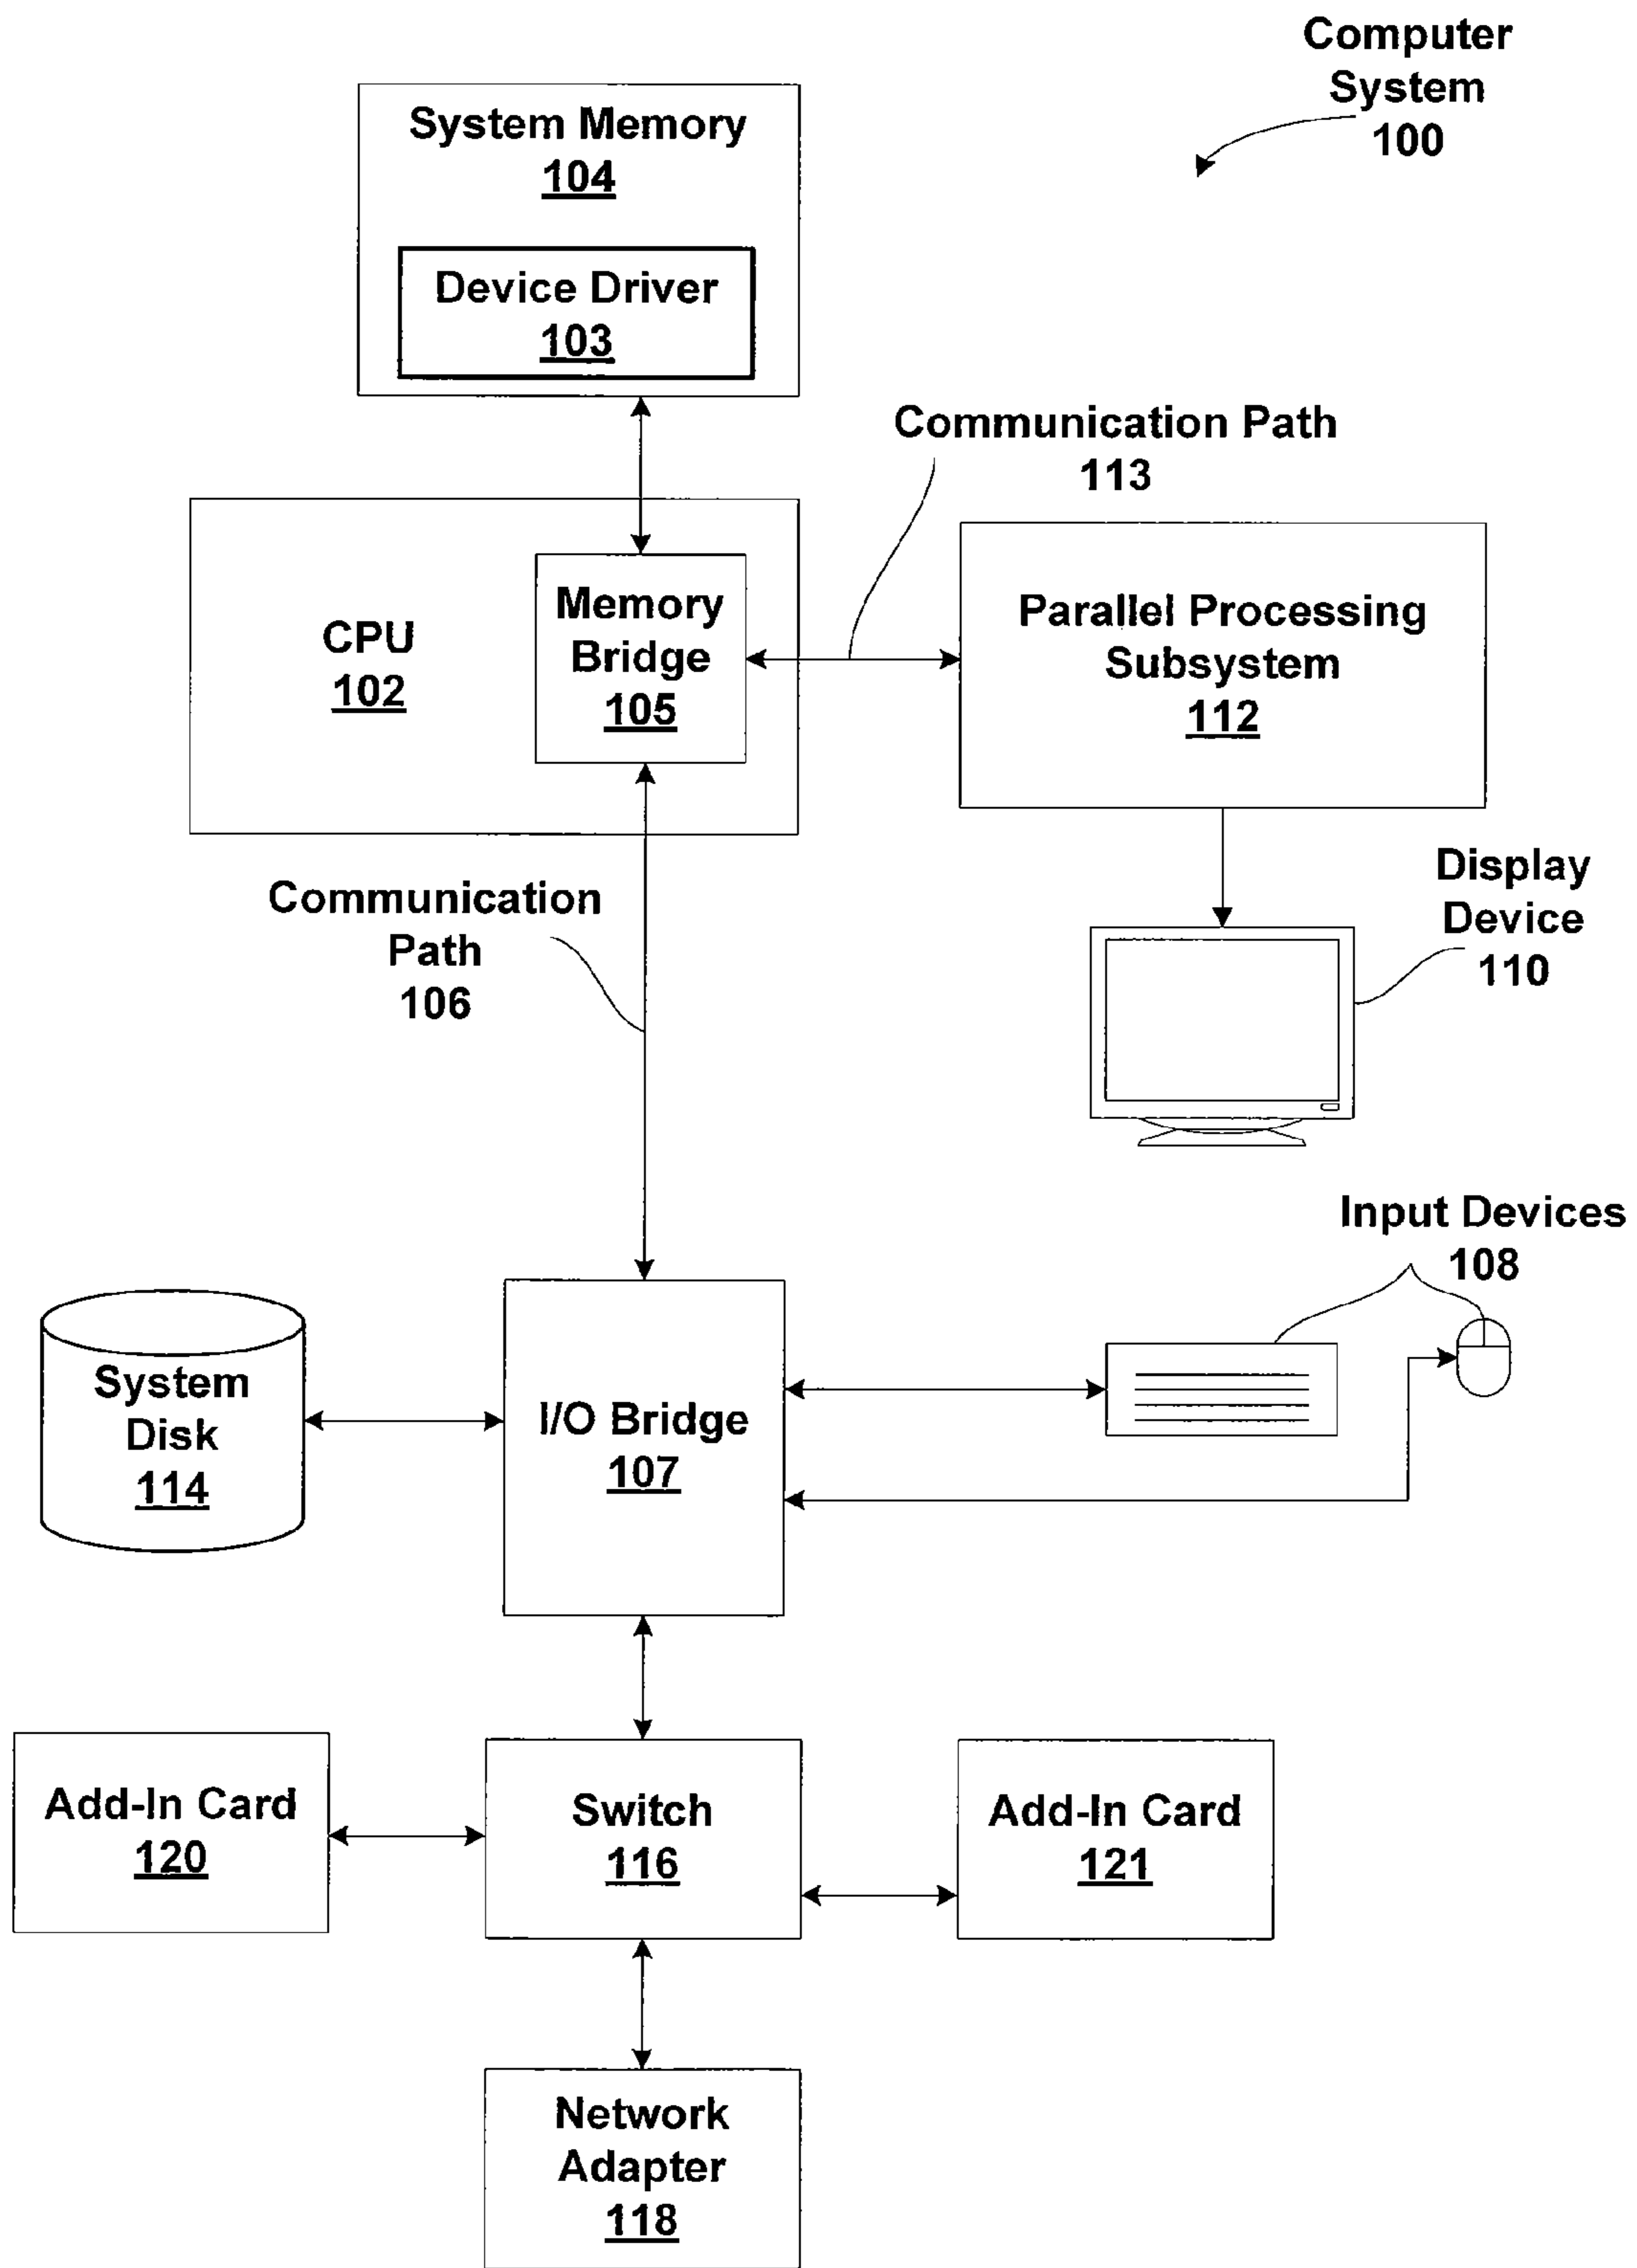 Computer
System
100
System Memory
104
Device Driver
103
Communication Path
113
CPU
102
Memory
Bridge
105
Parallel Processing
Subsystem
112
Communication
Path
106
Display
Device
110
Input Devices
108
System
Disk
114
I/O Bridge
107
Add-In Card
120
Switch
116
Add-In Card
121
Network
Adapter
118